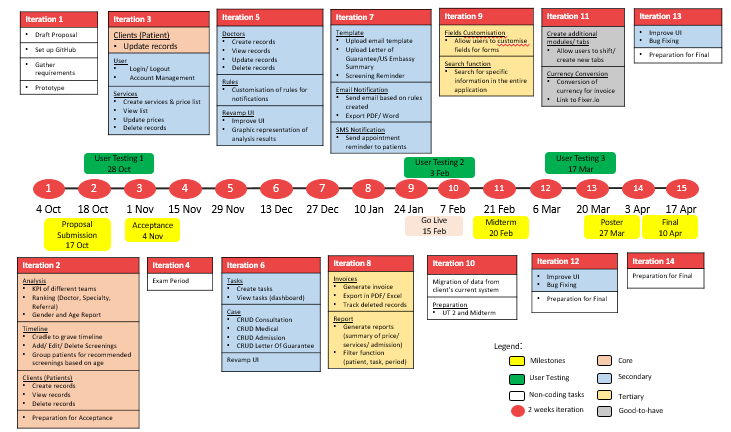 Iteration 1
• Draft Proposal
• Set up GitHub
• Gather
requirements
• Prototype
Iteration 3
Clients (Patient)
• Update records
User
• Login/ Logout
Account Management
Services
• Create services & price list
• View list
• Update prices
• Delete records
Iteration 5
Doctors
• Create records
• View records
• Update records
• Delete records
Rules
• Customisation of rules for
notifications
Revamp UI
• Improve UI
• Graphic representation of
analysis results
Iteration 7
Template
• Upload email template
• Upload Letter of
Guarantee/US Embassy
Summary
• Screening Reminder
Email Notification
• Send email based on rules
created
• Export PDF/ Word
SMS Notification
• Send appointment
reminder to patients
Iteration 9
Fields Customisation
• Allow users to customise
fields for forms
Search function
• Search for specific
information in the entire
application
Iteration 11
Create additional
modules/ tabs
• Allow users to shift/
create new tabs
Currency Conversion
• Conversion of
currency for invoice
• Link to Fixer.io
Iteration 13
• Improve UI
• Bug Fixing
• Preparation for Final
User Testing 1
28 Oct
User Testing 2
3 Feb
User Testing 3
17 Mar
1 2 3 4 5 6 7 8 9 10 11 12 13 14 15
4 Oct 18 Oct 1 Nov 15 Nov 29 Nov 13 Dec 27 Dec 10 Jan 24 Jan 7 Feb 21 Feb 6 Mar 20 Mar 3 Apr 17 Apr
Proposal
Submission
17 Oct
Acceptance
4 Nov
Go Live
15 Feb
Midterm
20 Feb
Poster
27 Mar
Final
10 Apr
Iteration 2
Analysis
• KPI of different teams
• Ranking (Doctor, Specialty,
Referral)
• Gender and Age Report
Timeline
• Cradle to grave timeline
• Add/ Edit/ Delete Screenings
• Group patients for recommended
screenings based on age
Clients (Patients)
• Create records
• View records
• Delete records
• Preparation for Acceptance
Iteration 4
Exam Period
Iteration 6
Tasks
• Create tasks
• View tasks (dashboard)
Case
• CRUD Consultation
• CRUD Medical
• CRUD Admission
• CRUD Letter Of Guarantee
Revamp UI
Iteration 8
Invoices
• Generate invoice
• Export in PDF/ Excel
• Track deleted records
Report
• Generate reports
(summary of price/
services/ admission)
• Filter function
(patient, task, period)
Iteration 10
Migration of data from
client's current system
Preparation
• UT 2 and Midterm
Iteration 12
• Improve UI
• Bug Fixing
• Preparation for Final
Iteration 14
Preparation for Final
Legend:
Milestones
Core
User Testing
Secondary
Non-coding tasks
Tertiary
2 weeks iteration
Good-to-have